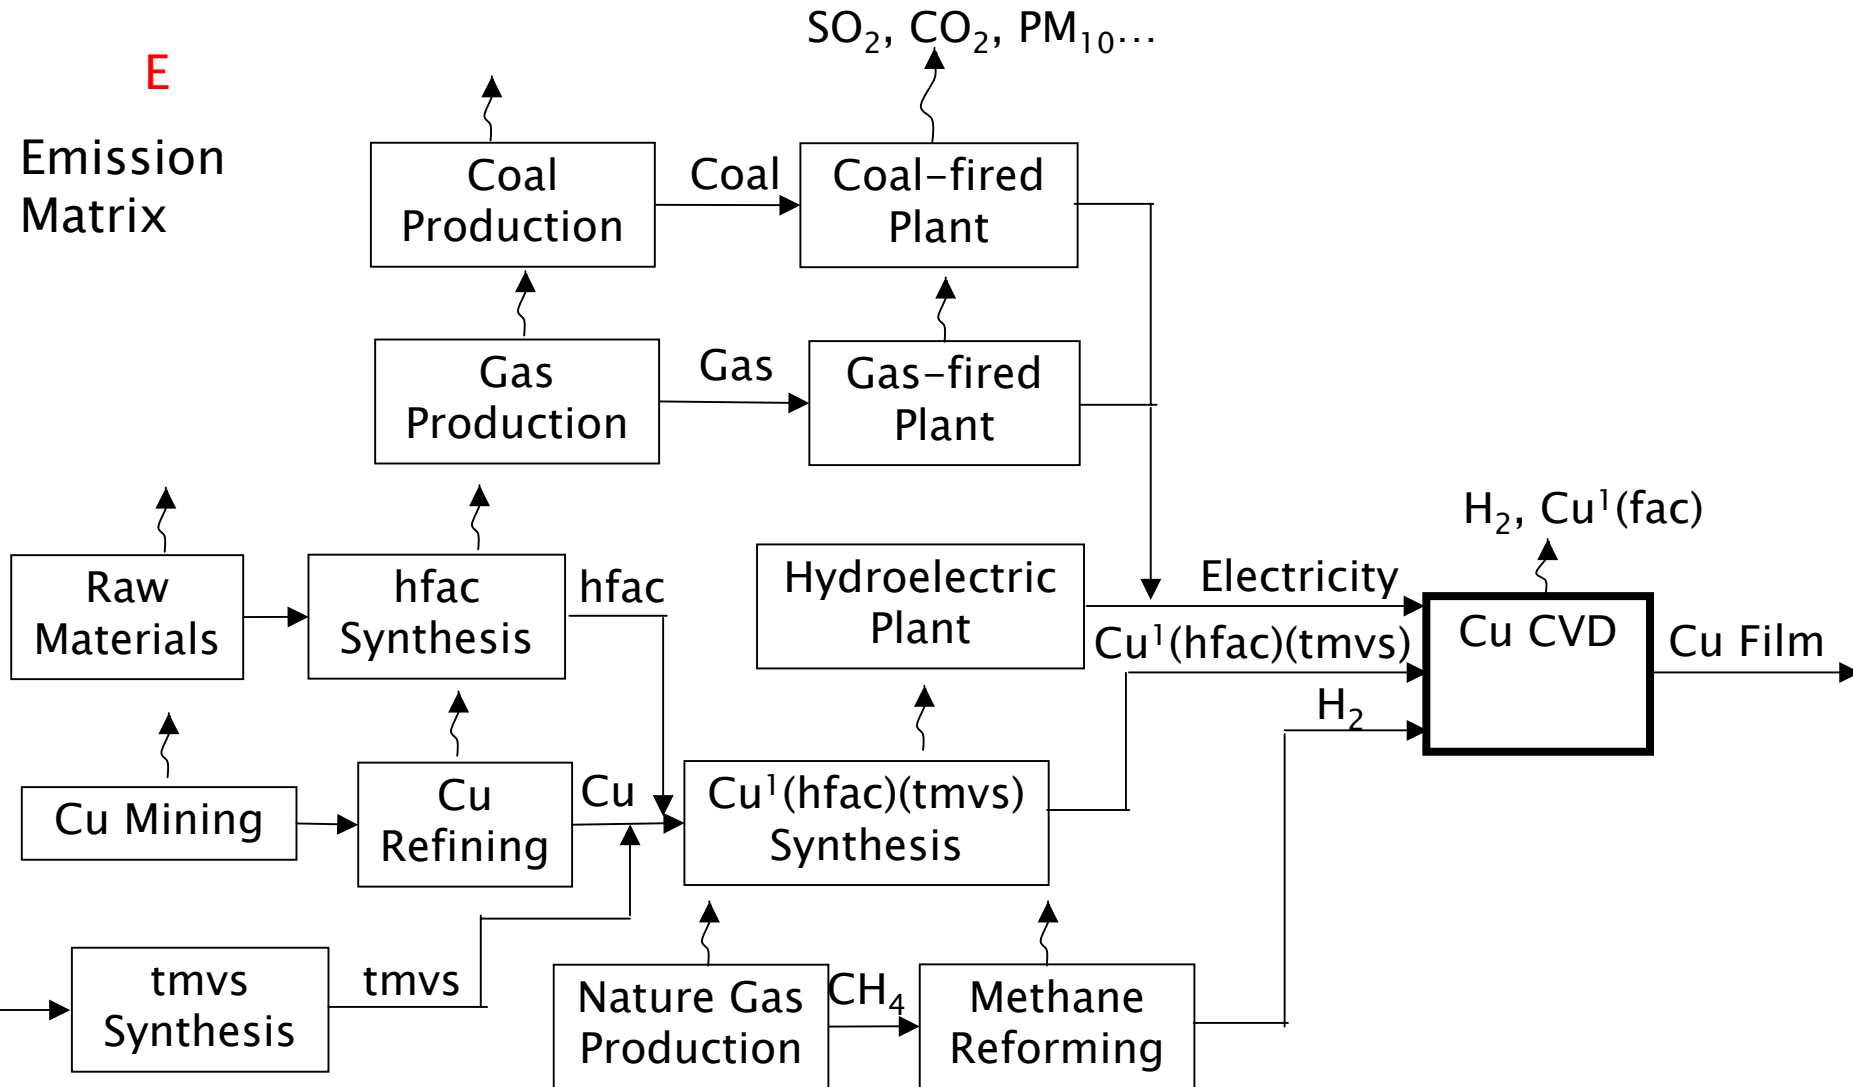 SO₂, CO₂, PM₁₀...
E
Emission
Matrix
Coal
Production
Coal
Coal-fired
Plant
Gas
Production
Gas
Gas-fired
Plant
H₂, Cu¹(fac)
Raw
Materials
hfac
Synthesis
hfac
Hydroelectric
Plant
Electricity
Cu¹(hfac)(tmvs)
H₂
Cu CVD
Cu Film
Cu Mining
Cu
Refining
Cu
Cu¹(hfac)(tmvs)
Synthesis
tmvs
Synthesis
tmvs
Nature Gas
Production
CH₄
Methane
Reforming